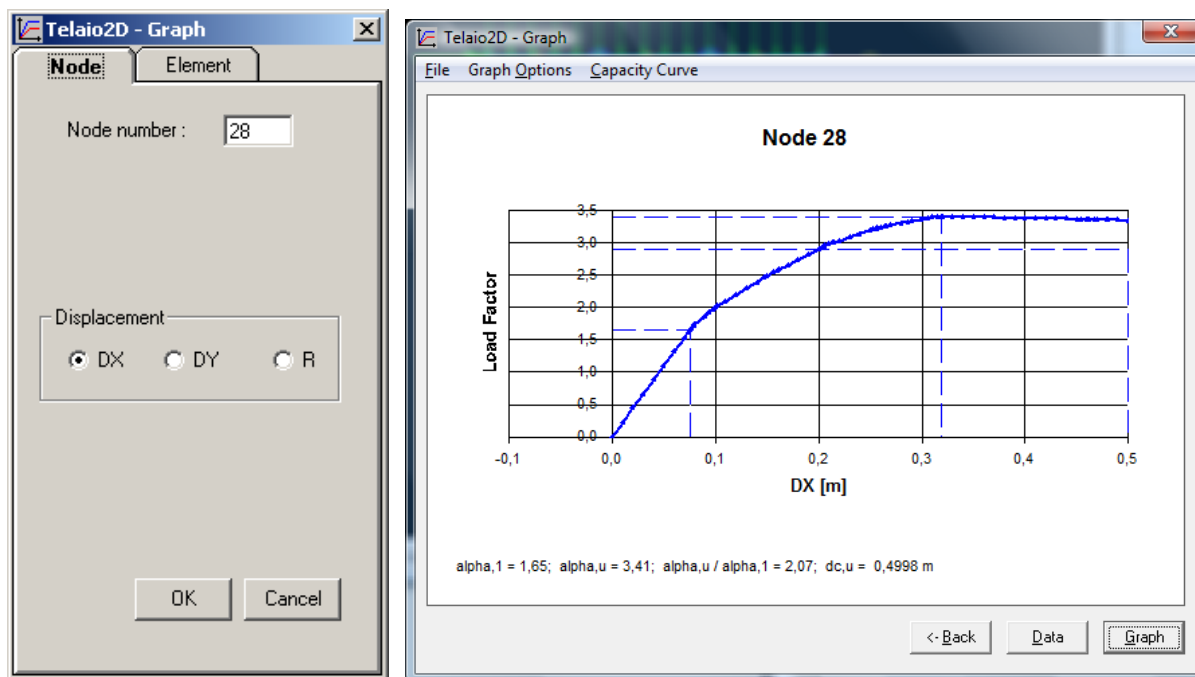 Telaio2D - Graph
Node
Element
Node number :
28
Displacement
DX
DY
R
OK
Cancel
Telaio2D - Graph
File
Graph Options
Capacity Curve
Node 28
Load Factor
3,5
3,0
2,5
2,0
1,5
1,0
0,5
0,0
-0,1
0,0
0,1
0,2
0,3
0,4
0,5
DX [m]
alpha,1 = 1,65; alpha,u = 3,41; alpha,u / alpha,1 = 2,07; dc,u = 0,4998 m
<- Back
Data
Graph